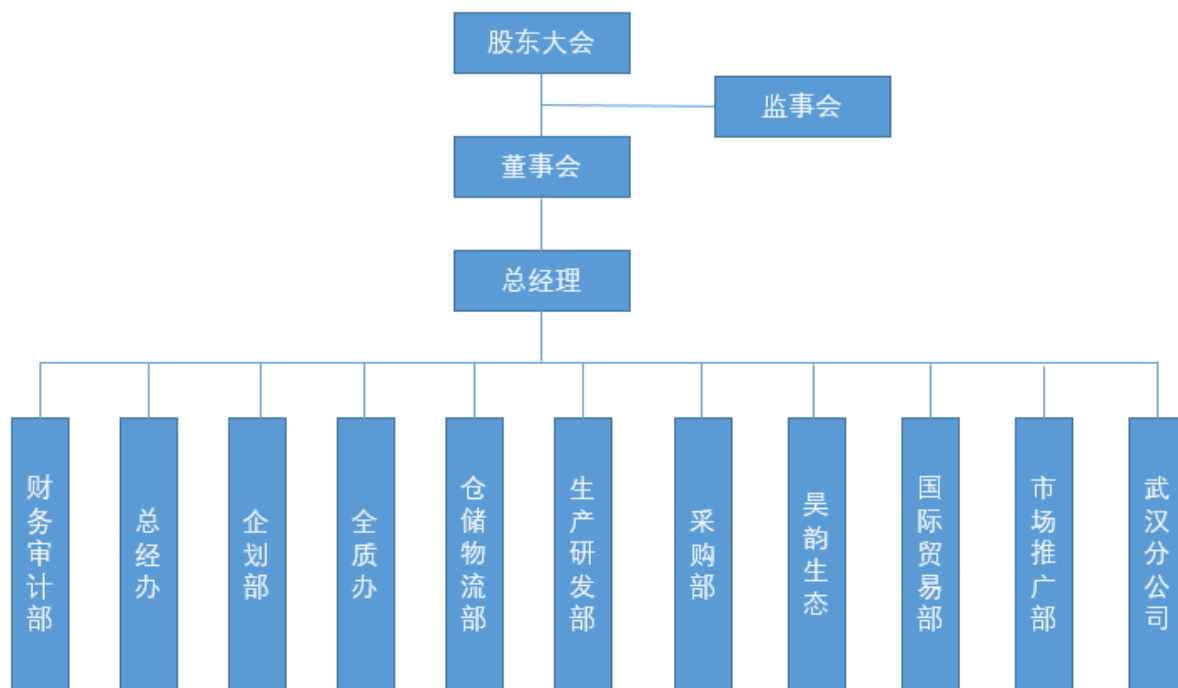 股东大会
监事会
董事会
总经理
财务审计部
总经办
企划部
全质办
仓储物流部
生产研发部
采购部
昊韵生态
国际贸易部
市场推广部
武汉分公司